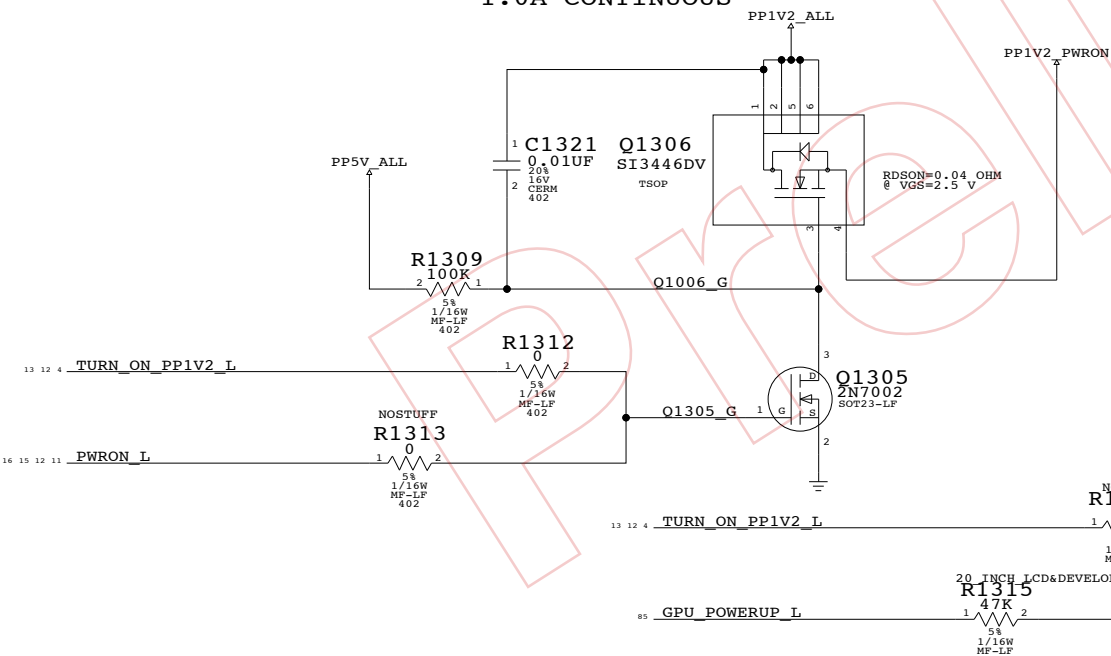 1.0A CONTINUOUS
PP1V2_ALL
PP1V2_PWRON
1 2 5 6
1
C1321
0.01UF
20%
16V
CERM
402
2
Q1306
SI3446DV
TSOP
RDSON=0.04 OHM
@ VGS=2.5 V
3 4
PP5V_ALL
R1309
100K
2 1
5%
1/16W
MF-LF
402
Q1006_G
13 12 4 TURN_ON_PP1V2_L
R1312
0
1 2
5%
1/16W
MF-LF
402
3
D
Q1305
2N7002
SOT23-LF
Q1305_G
1 G
S
2
NOSTUFF
R1313
0
16 15 12 11 PWRON_L
1 2
5%
1/16W
MF-LF
402
13 12 4 TURN_ON_PP1V2_L
1
20_INCH_LCD&DEVELO
R1315
47K
85 GPU_POWERUP_L
1 2
5%
1/16W
MF-LF
Prel